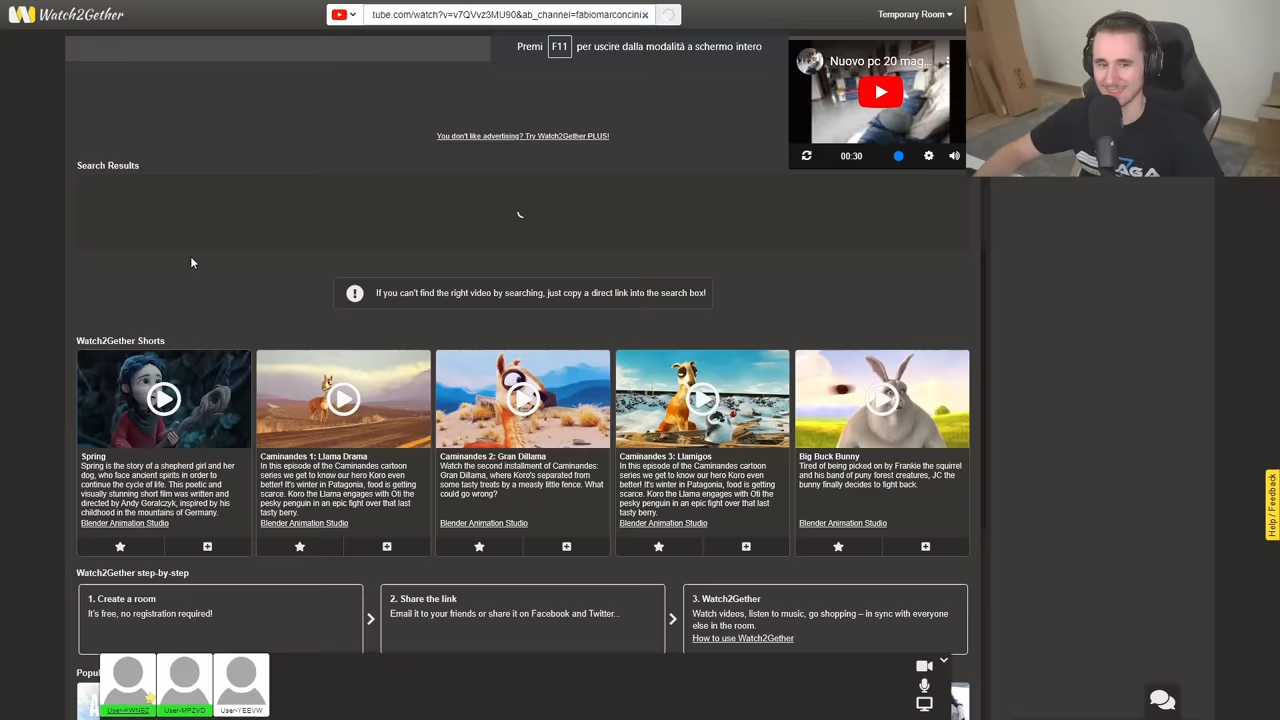 Watch2Gether
tube.com/watch?v=v7QVvz3MU90&ab_channel=fabiomarconcini
Temporary Room
Premi F11 per uscire dalla modalità a schermo intero
Nuovo pc 20 mag...
You don't like advertising? Try Watch2Gether PLUS!
00:30
Search Results
If you can't find the right video by searching, just copy a direct link into the search box!
Watch2Gether Shorts
Spring
Spring is the story of a shepherd girl and her
dog, who face ancient spirits in order to
continue the cycle of life. This poetic and
visually stunning short film was written and
directed by Andy Goralczyk, inspired by his
childhood in the mountains of Germany.
Blender Animation Studio
Caminandes 1: Llama Drama
In this episode of the Caminandes cartoon
series we get to know our hero Koro even
better! It's winter in Patagonia, food is getting
scarce. Koro the Llama engages with Oti the
pesky penguin in an epic fight over that last
tasty berry.
Blender Animation Studio
Caminandes 2: Gran Dillama
Watch the second installment of Caminandes:
Gran Dillama, where Koro's separated from
some tasty treats by a measly little fence. What
could go wrong?
Blender Animation Studio
Caminandes 3: Llamigos
In this episode of the Caminandes cartoon
series we get to know our hero Koro even
better! It's winter in Patagonia, food is getting
scarce. Koro the Llama engages with Oti the
pesky penguin in an epic fight over that last
tasty berry.
Blender Animation Studio
Big Buck Bunny
Tired of being picked on by Frankie the squirrel
and his band of puny forest creatures, JC the
bunny finally decides to fight back.
Blender Animation Studio
Help / Feedback
Watch2Gether step-by-step
1. Create a room
It's free, no registration required!
2. Share the link
Email it to your friends or share it on Facebook and Twitter...
3. Watch2Gether
Watch videos, listen to music, go shopping – in sync with everyone
else in the room.
How to use Watch2Gether
Popul
User-KWNBZ
User-MPZVD
User-YEEVW